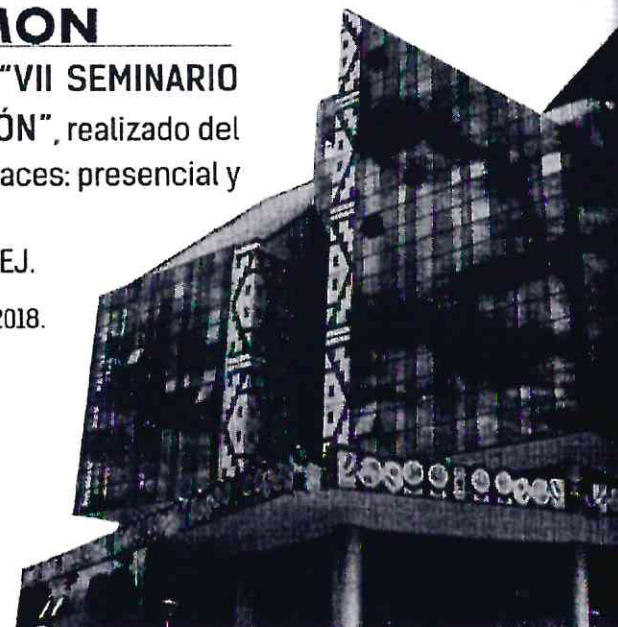 MON
"VII SEMINARIO
ÓN", realizado del
aces: presencial y
EJ.
2018.